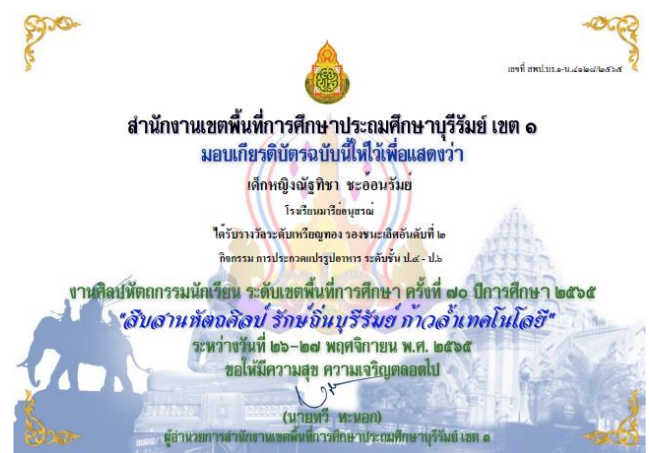 เลขที่ สพป.บร.๑-น.๔๑๒๘/๒๕๖๕
สำนักงานเขตพื้นที่การศึกษาประถมศึกษาบุรีรัมย์ เขต ๑
มอบเกียรติบัตรฉบับนี้ให้ไว้เพื่อแสดงว่า
เด็กหญิงณัฐทิชา ชะอ้อนรัมย์
โรงเรียนมารีย์อนุสรณ์
ได้รับรางวัลระดับเหรียญทอง รองชนะเลิศอันดับที่ ๒
กิจกรรม การประกวดแปรรูปอาหาร ระดับชั้น ป.๔ - ป.๖
งานศิลปหัตถกรรมนักเรียน ระดับเขตพื้นที่การศึกษา ครั้งที่ ๗๐ ปีการศึกษา ๒๕๖๕
"สืบสานหัตถศิลป์ รักษ์ถิ่นบุรีรัมย์ ก้าวล้ำเทคโนโลยี"
ระหว่างวันที่ ๒๖-๒๗ พฤศจิกายน พ.ศ. ๒๕๖๕
ขอให้มีความสุข ความเจริญตลอดไป
(นายทวี ทะนอก)
ผู้อำนวยการสำนักงานเขตพื้นที่การศึกษาประถมศึกษาบุรีรัมย์ เขต ๑